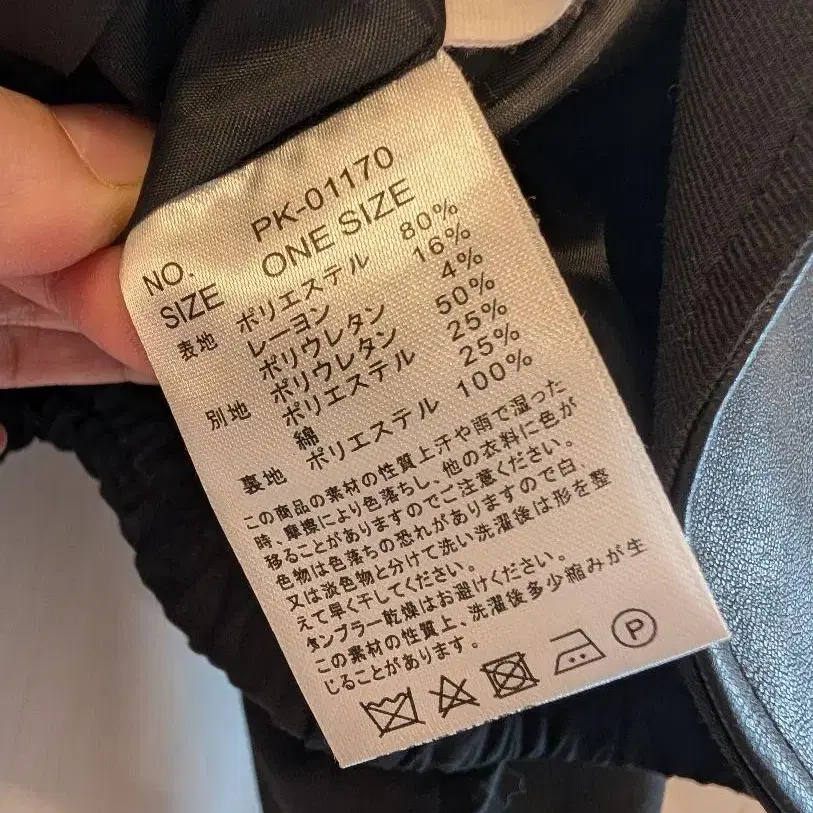 NO. PK-01170
SIZE ONE SIZE
表地 ポリエステル 80%
レーヨン 16%
ポリウレタン 4%
別地 ポリウレタン 50%
ポリエステル 25%
綿 25%
裏地 ポリエステル 100%
この商品の素材の性質上汗や雨で湿った
時、摩擦により色落ちし、他の衣料に色が
移ることがありますのでご注意ください。
色物は色落ちの恐れがありますので白、
又は淡色物と分けて洗い洗濯後は形を整
えて早く干してください。
タンブラー乾燥はお避けください。
この素材の性質上、洗濯後多少縮みが生
じることがあります。
P